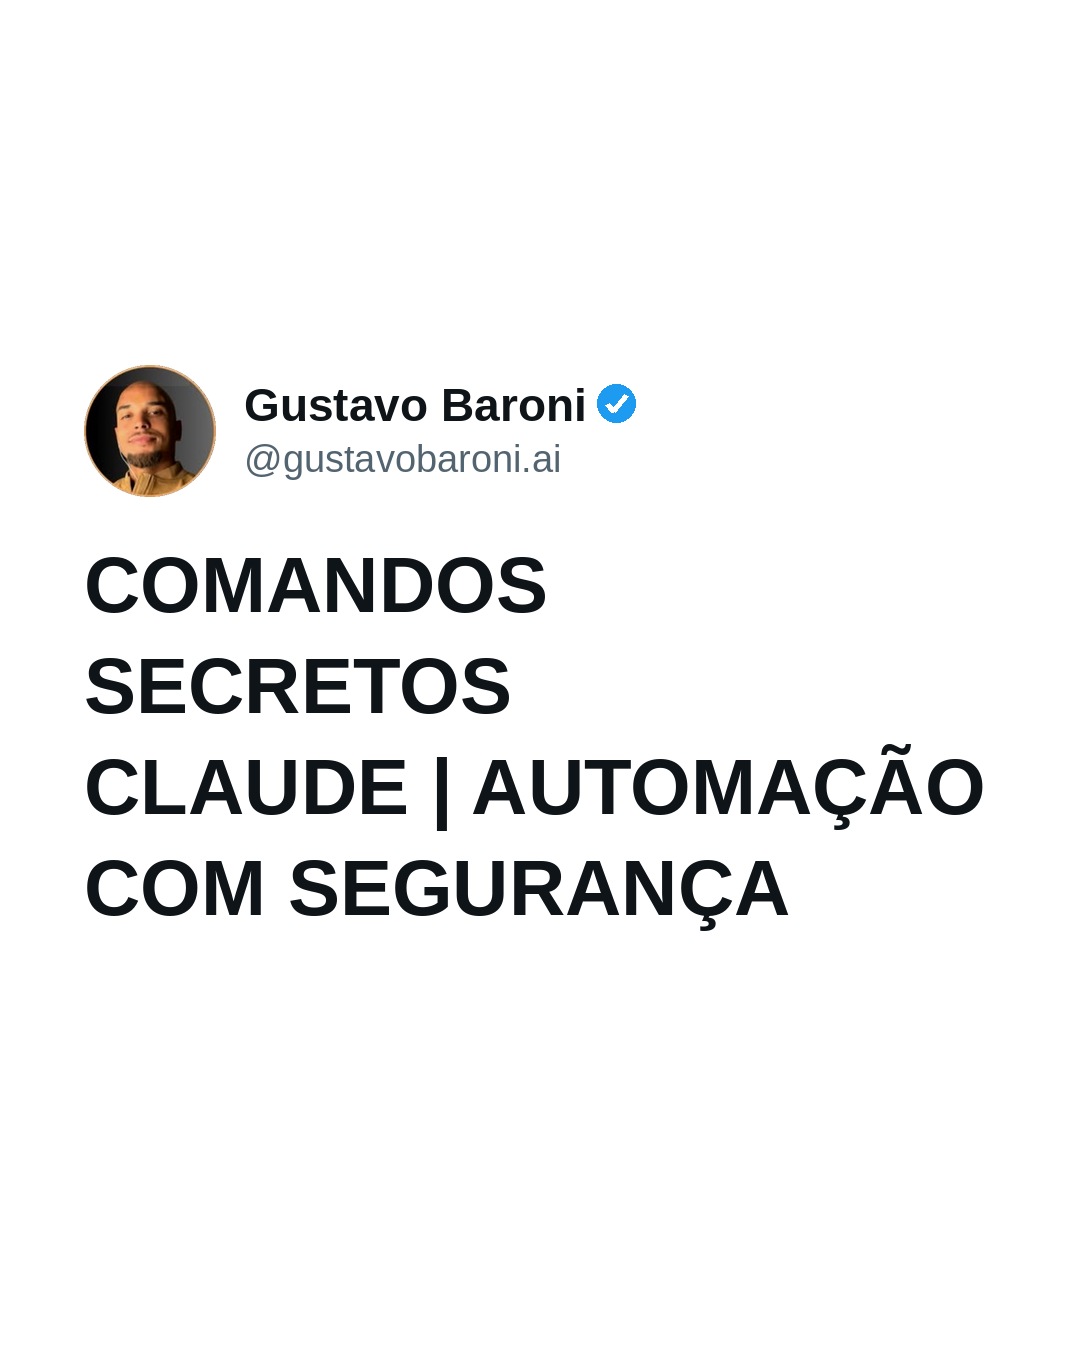 Gustavo Baroni
@gustavobaroni.ai
COMANDOS
SECRETOS
CLAUDE | AUTOMAÇÃO
COM SEGURANÇA